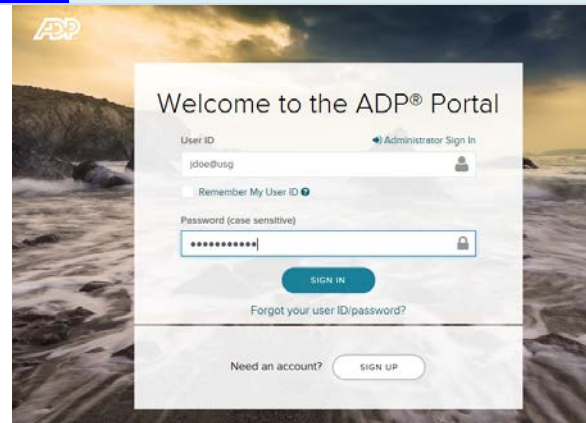 ADP
Welcome to the ADP® Portal
User ID
Administrator Sign In
jdoe@usg
Remember My User ID
Password (case sensitive)
•••••••••••
SIGN IN
Forgot your user ID/password?
Need an account?
SIGN UP